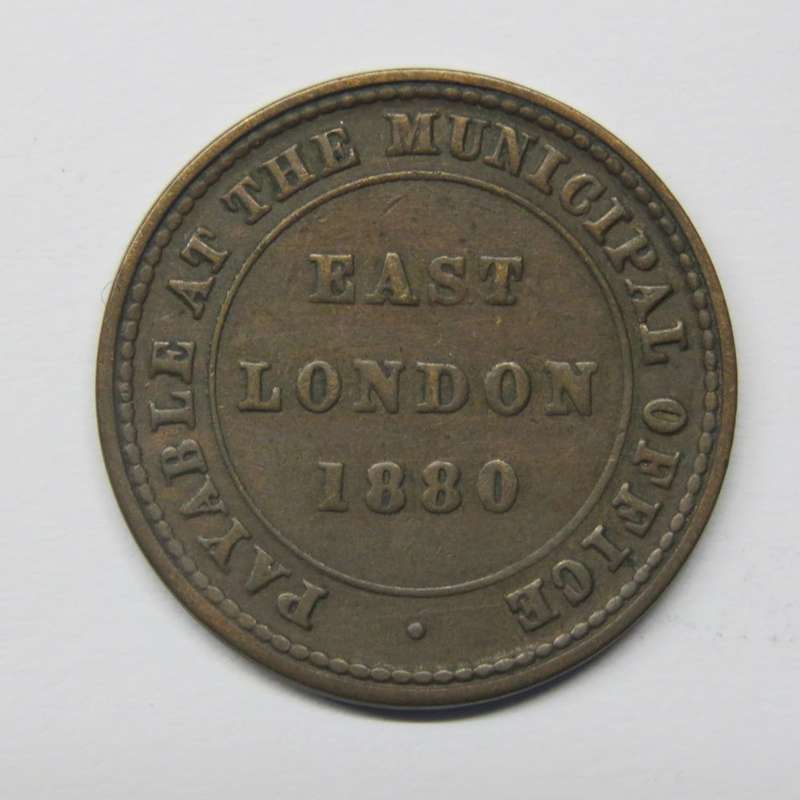 PAYABLE AT THE MUNICIPAL OFFICE
EAST
LONDON
1880